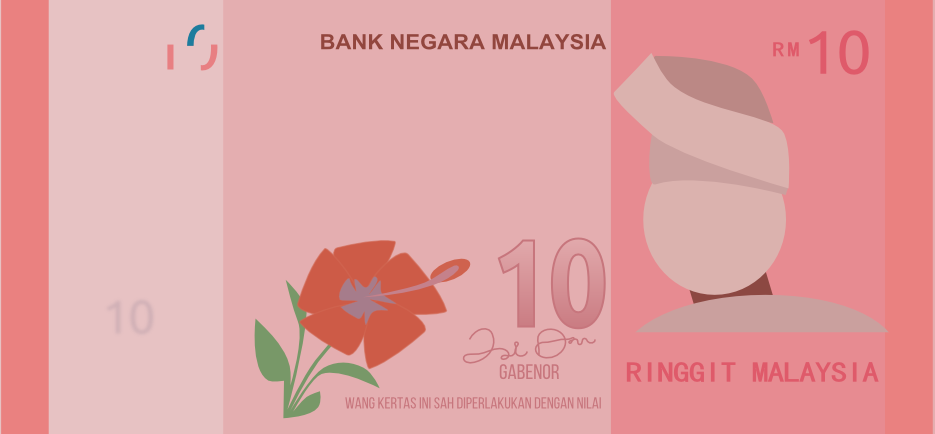 BANK NEGARA MALAYSIA
RM 10
10
10
GABENOR
RINGGIT MALAYSIA
WANG KERTAS INI SAH DIPERLAKUKAN DENGAN NILAI